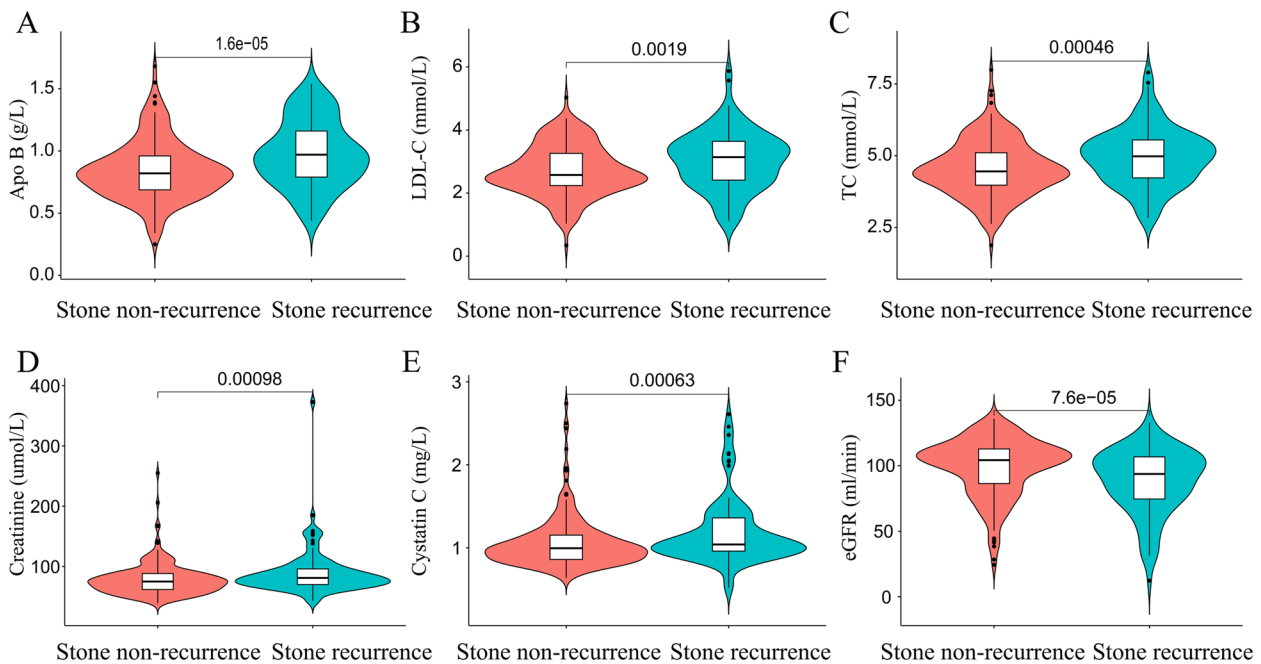 A
B
C
1.6e−05
0.0019
0.00046
Apo B (g/L)
1.5
1.0
0.5
0.0
LDL-C (mmol/L)
6
4
2
0
TC (mmol/L)
7.5
5.0
2.5
Stone non-recurrence Stone recurrence
Stone non-recurrence Stone recurrence
Stone non-recurrence Stone recurrence
D
E
F
0.00098
0.00063
7.6e−05
Creatinine (umol/L)
400
300
200
100
Cystatin C (mg/L)
3
2
1
eGFR (ml/min)
150
100
50
0
Stone non-recurrence Stone recurrence
Stone non-recurrence Stone recurrence
Stone non-recurrence Stone recurrence